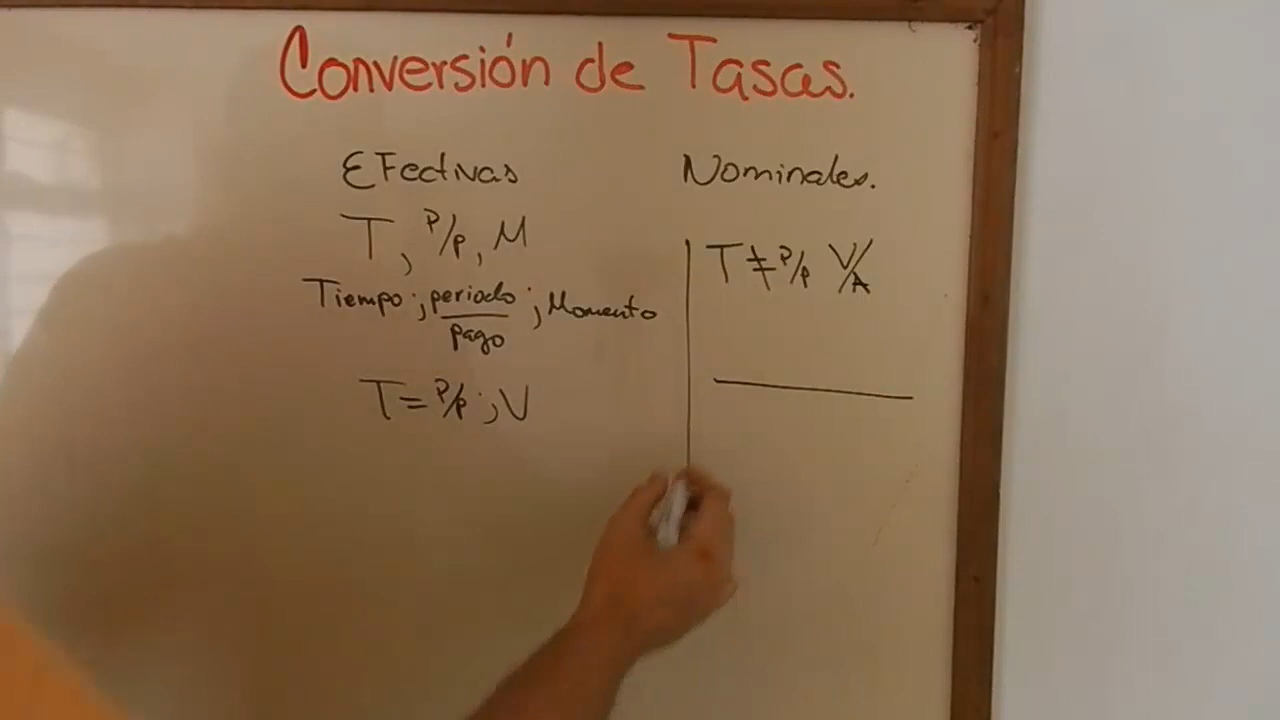 Conversión de Tasas.
Efectivas
T, P/p, M
Tiempo; periodo/pago; Momento
T = P/p; V
Nominales.
T ≠ P/p V/A